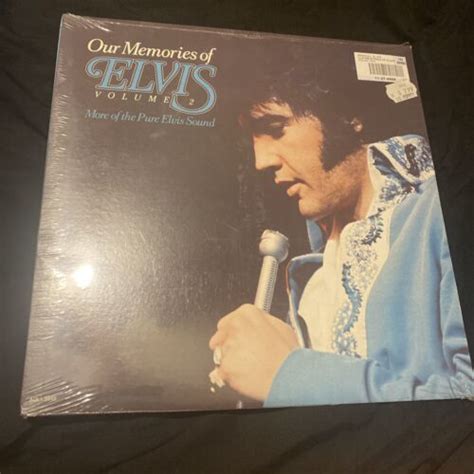 Our Memories of
ELVIS
VOLUME 2
More of the Pure Elvis Sound